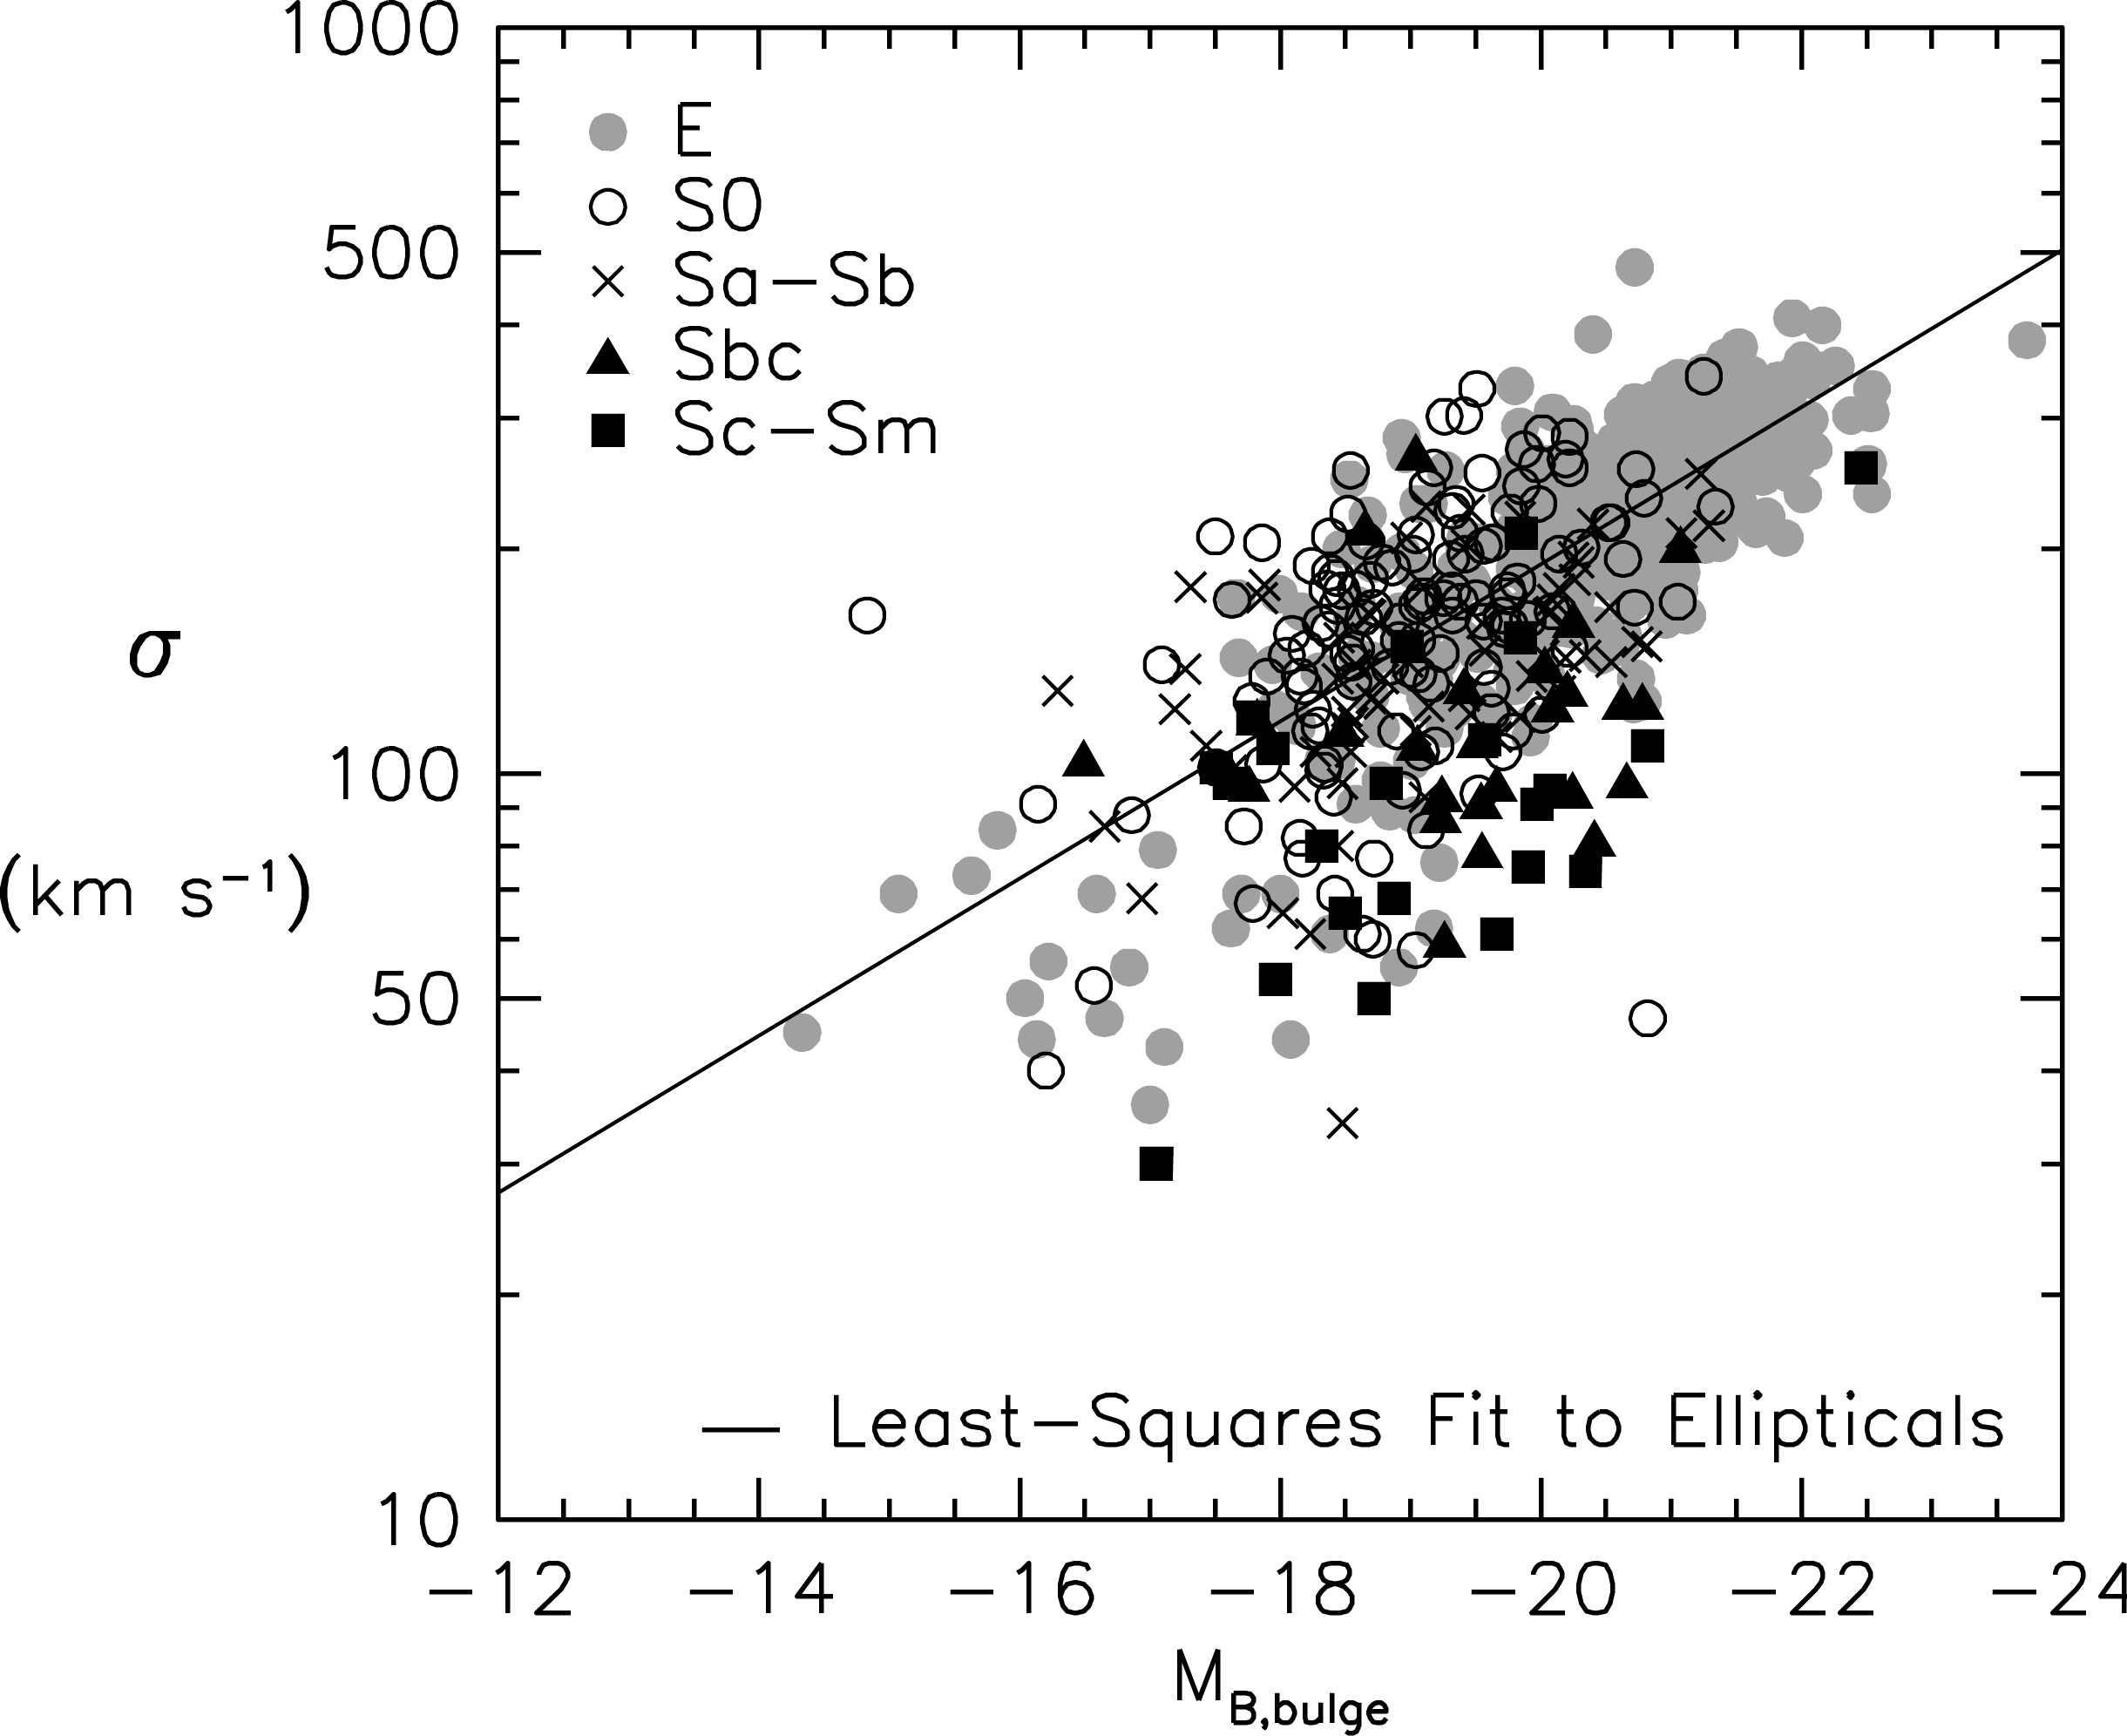 1000
E
S0
500
Sa-Sb
Sbc
Sc-Sm
σ
100
(km s⁻¹)
50
— Least-Squares Fit to Ellipticals
10
-12 -14 -16 -18 -20 -22 -24
M_B,bulge